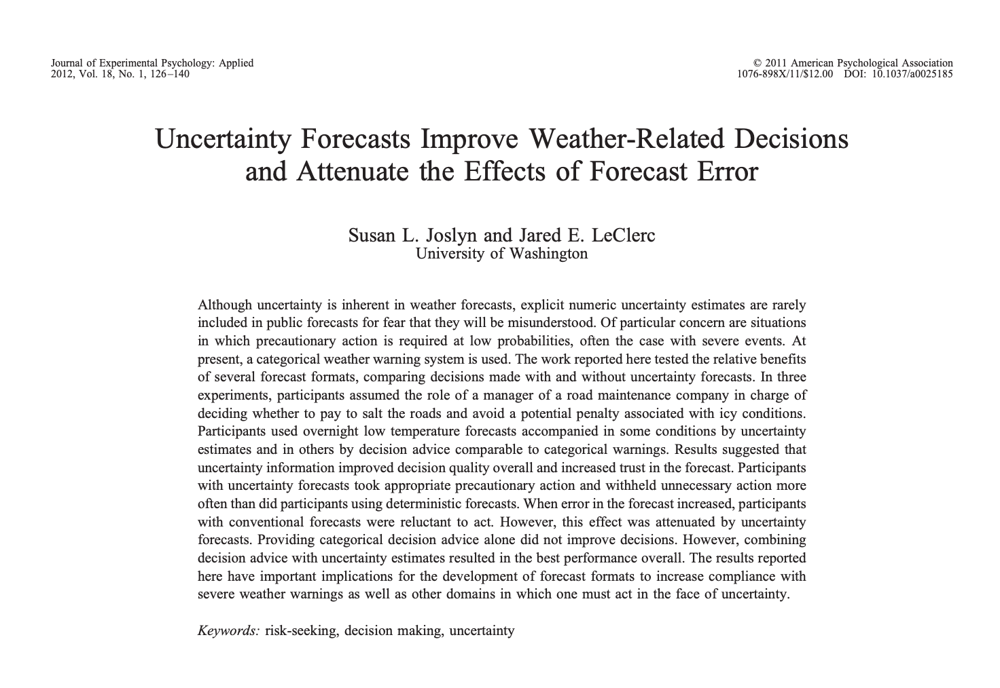 Journal of Experimental Psychology: Applied
2012, Vol. 18, No. 1, 126–140
© 2011 American Psychological Association
1076-898X/11/$12.00 DOI: 10.1037/a0025185
Uncertainty Forecasts Improve Weather-Related Decisions
and Attenuate the Effects of Forecast Error
Susan L. Joslyn and Jared E. LeClerc
University of Washington
Although uncertainty is inherent in weather forecasts, explicit numeric uncertainty estimates are rarely
included in public forecasts for fear that they will be misunderstood. Of particular concern are situations
in which precautionary action is required at low probabilities, often the case with severe events. At
present, a categorical weather warning system is used. The work reported here tested the relative benefits
of several forecast formats, comparing decisions made with and without uncertainty forecasts. In three
experiments, participants assumed the role of a manager of a road maintenance company in charge of
deciding whether to pay to salt the roads and avoid a potential penalty associated with icy conditions.
Participants used overnight low temperature forecasts accompanied in some conditions by uncertainty
estimates and in others by decision advice comparable to categorical warnings. Results suggested that
uncertainty information improved decision quality overall and increased trust in the forecast. Participants
with uncertainty forecasts took appropriate precautionary action and withheld unnecessary action more
often than did participants using deterministic forecasts. When error in the forecast increased, participants
with conventional forecasts were reluctant to act. However, this effect was attenuated by uncertainty
forecasts. Providing categorical decision advice alone did not improve decisions. However, combining
decision advice with uncertainty estimates resulted in the best performance overall. The results reported
here have important implications for the development of forecast formats to increase compliance with
severe weather warnings as well as other domains in which one must act in the face of uncertainty.
Keywords: risk-seeking, decision making, uncertainty